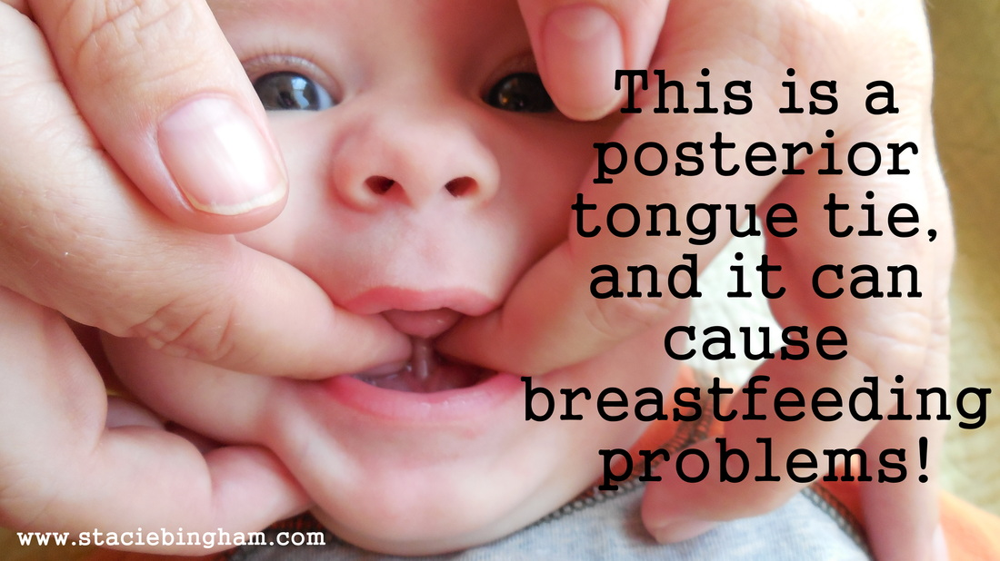 This is a
posterior
tongue tie,
and it can
cause
breastfeeding
problems!
www.staciebingham.com